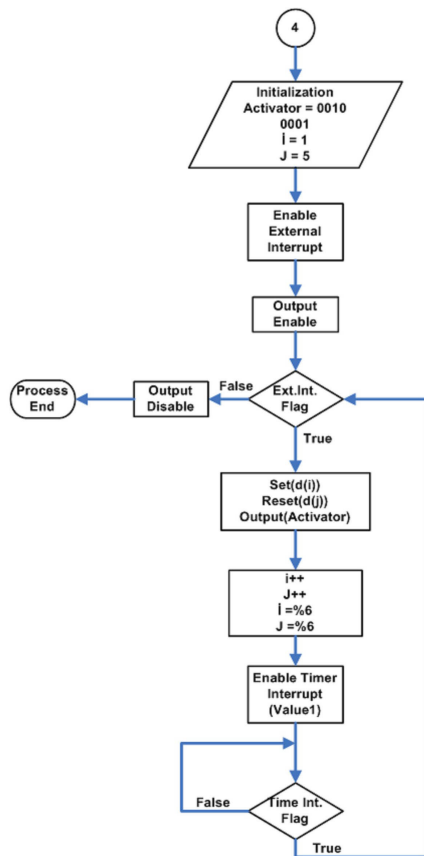 4
Initialization
Activator = 0010
0001
İ = 1
J = 5
Enable
External
Interrupt
Output
Enable
Process
End
Output
Disable
False
Ext.Int.
Flag
True
Set(d(i))
Reset(d(j))
Output(Activator)
i++
J++
İ =%6
J =%6
Enable Timer
Interrupt
(Value1)
False
Time Int.
Flag
True